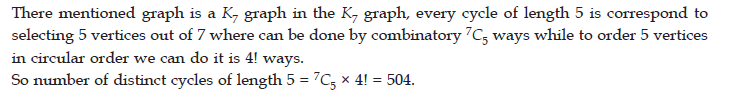 There mentioned graph is a K₇ graph in the K₇ graph, every cycle of length 5 is correspond to
selecting 5 vertices out of 7 where can be done by combinatory ⁷C₅ ways while to order 5 vertices
in circular order we can do it is 4! ways.
So number of distinct cycles of length 5 = ⁷C₅ × 4! = 504.